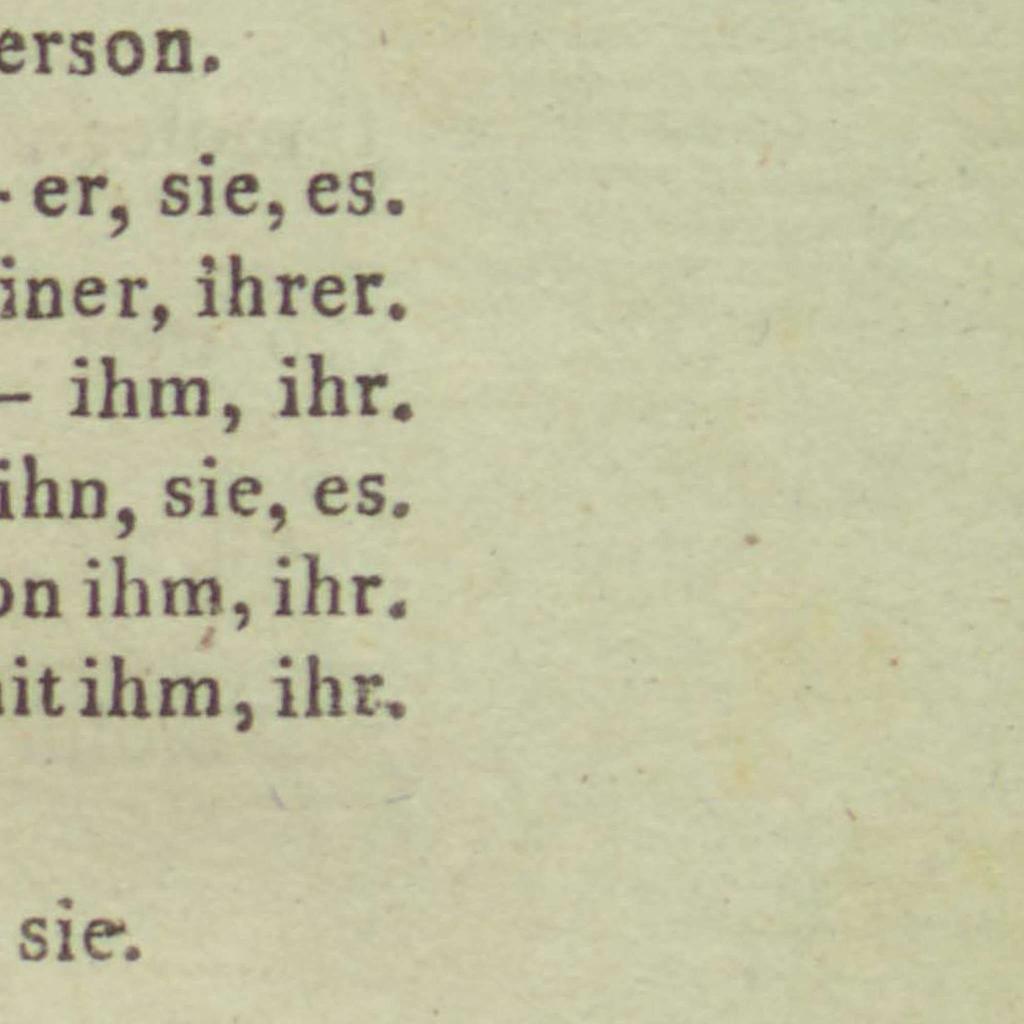 erson.
- er, sie, es.
iner, ihrer.
— ihm, ihr.
ihn, sie, es.
on ihm, ihr.
it ihm, ihr.
sie.